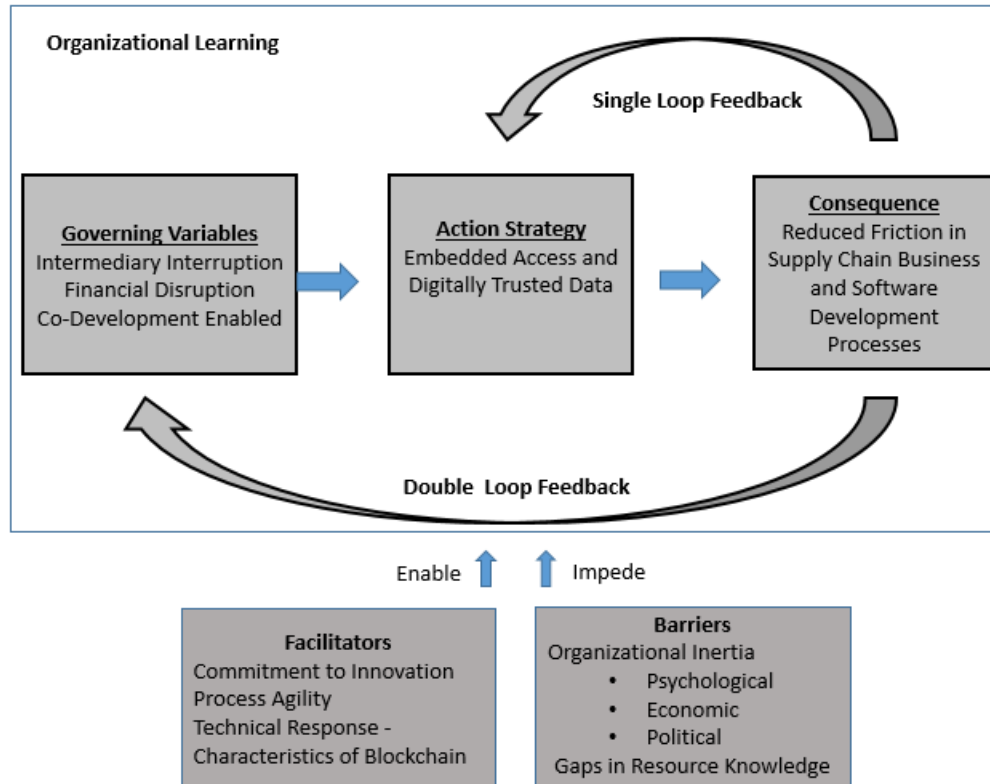 Organizational Learning
Single Loop Feedback
Governing Variables
Intermediary Interruption
Financial Disruption
Co-Development Enabled
Action Strategy
Embedded Access and
Digitally Trusted Data
Consequence
Reduced Friction in
Supply Chain Business
and Software
Development
Processes
Double Loop Feedback
Enable
Impede
Facilitators
Commitment to Innovation
Process Agility
Technical Response -
Characteristics of Blockchain
Barriers
Organizational Inertia
• Psychological
• Economic
• Political
Gaps in Resource Knowledge